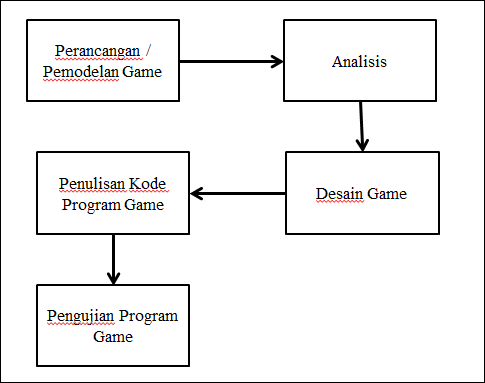 Perancangan /
Pemodelan Game
Analisis
Desain Game
Penulisan Kode
Program Game
Pengujian Program
Game